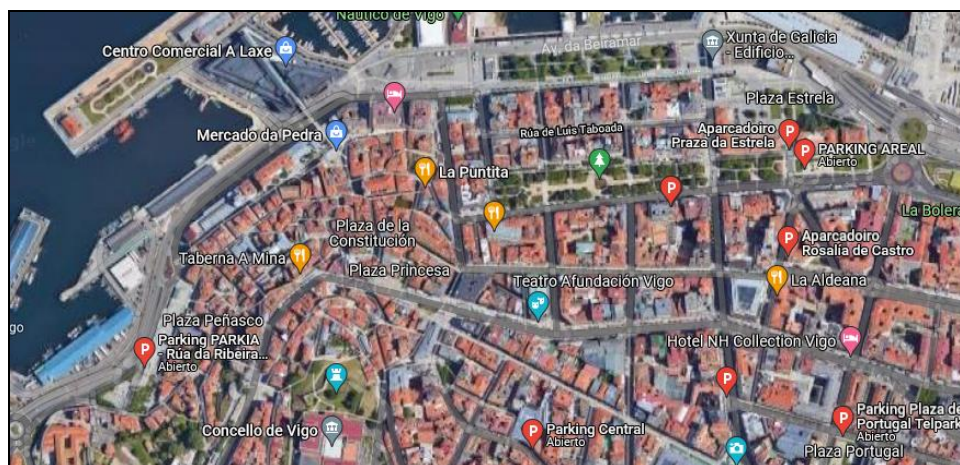 Náutico de Vigo
Centro Comercial A Laxe
Av. da Beiramar
Xunta de Galicia
- Edificio...
Plaza Estrela
Mercado da Pedra
Rúa de Luis Taboada
Aparcadoiro
Praza da Estrela
PARKING AREAL
Abierto
La Puntita
La Bolera
Plaza de la
Constitución
Aparcadoiro
Rosalia de Castro
Taberna A Mina
Plaza Princesa
Teatro Afundación Vigo
La Aldeana
go
Plaza Peñasco
Parking PARKIA
- Rúa da Ribeira...
Abierto
Hotel NH Collection Vigo
Concello de Vigo
Parking Central
Abierto
Parking Plaza de
Portugal Telpark
Abierto
Plaza Portugal